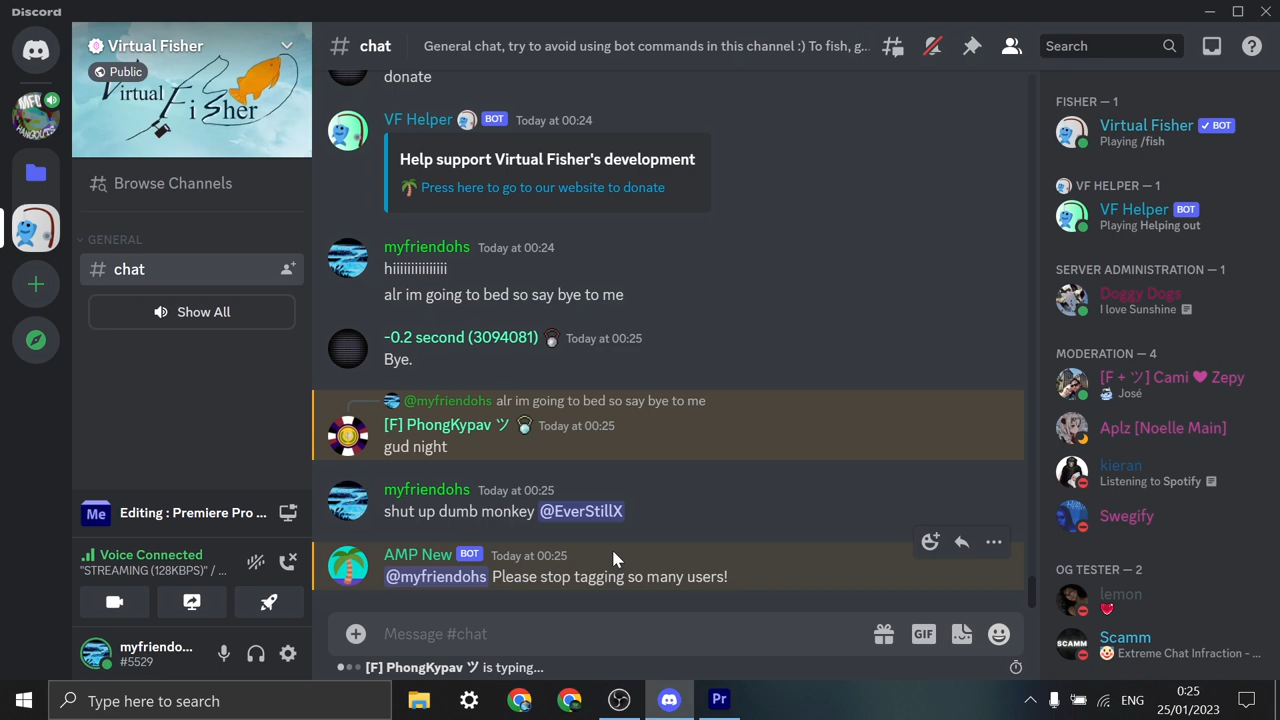 Discord
Virtual Fisher
Public
Virtual Fisher
Browse Channels
GENERAL
chat
Show All
Me
Editing : Premiere Pro ...
Voice Connected
"STREAMING (128KBPS)" / ...
myfriendo...
#5529
chat
General chat, try to avoid using bot commands in this channel :) To fish, g...
Search
donate
VF Helper BOT Today at 00:24
Help support Virtual Fisher's development
🌴 Press here to go to our website to donate
myfriendohs Today at 00:24
hiiiiiiiiiiiiiii
alr im going to bed so say bye to me
-0.2 second (3094081) Today at 00:25
Bye.
@myfriendohs alr im going to bed so say bye to me
[F] PhongKypav ツ Today at 00:25
gud night
myfriendohs Today at 00:25
shut up dumb monkey @EverStillX
AMP New BOT Today at 00:25
@myfriendohs Please stop tagging so many users!
Message #chat
GIF
[F] PhongKypav ツ is typing...
FISHER — 1
Virtual Fisher ✓ BOT
Playing /fish
VF HELPER — 1
VF Helper BOT
Playing Helping out
SERVER ADMINISTRATION — 1
Doggy Dogs
I love Sunshine
MODERATION — 4
[F + ツ] Cami ♥ Zepy
José
Aplz [Noelle Main]
kieran
Listening to Spotify
Swegify
OG TESTER — 2
lemon
SCAMM
Scamm
🤡 Extreme Chat Infraction - ...
Type here to search
Pr
ENG
0:25
25/01/2023